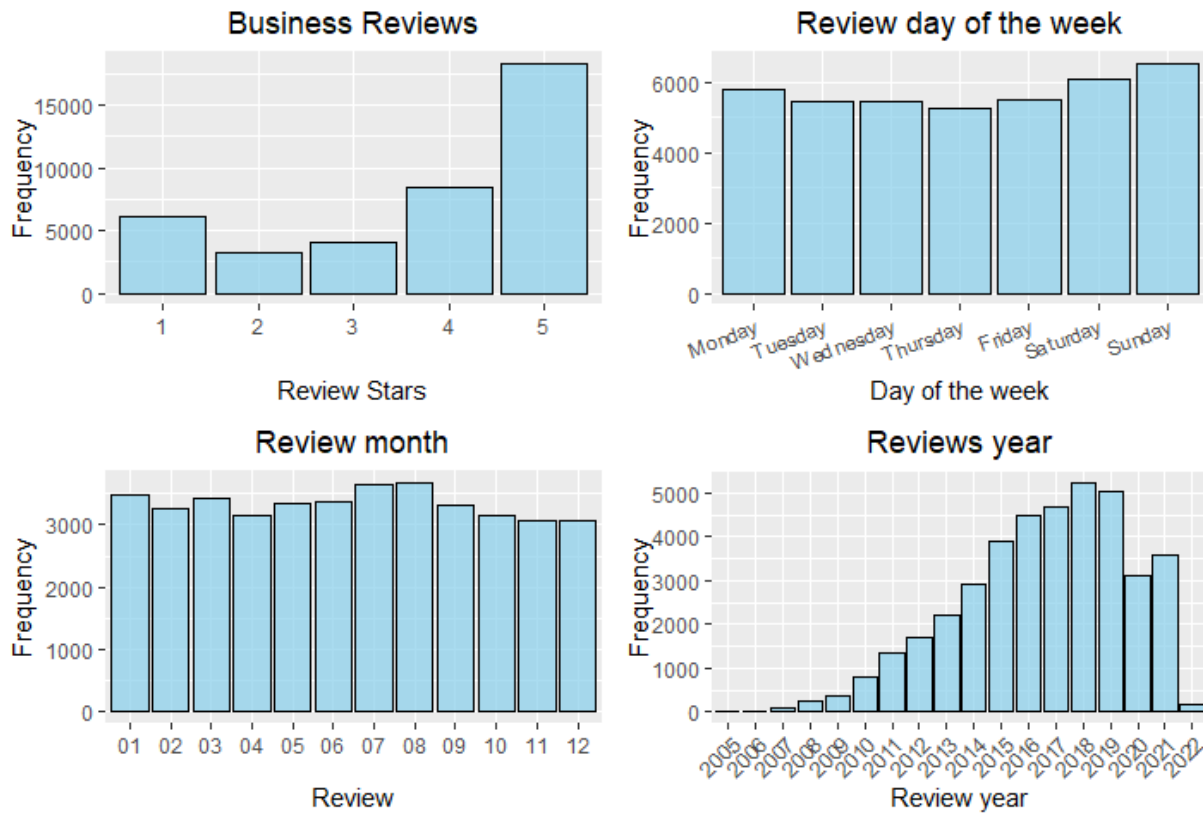 Business Reviews
Frequency
15000
10000
5000
0
1 2 3 4 5
Review Stars
Review day of the week
Frequency
6000
4000
2000
0
Monday Tuesday Wednesday Thursday Friday Saturday Sunday
Day of the week
Review month
Frequency
3000
2000
1000
0
01 02 03 04 05 06 07 08 09 10 11 12
Review
Reviews year
Frequency
5000
4000
3000
2000
1000
0
2005 2006 2007 2008 2009 2010 2011 2012 2013 2014 2015 2016 2017 2018 2019 2020 2021 2022
Review year